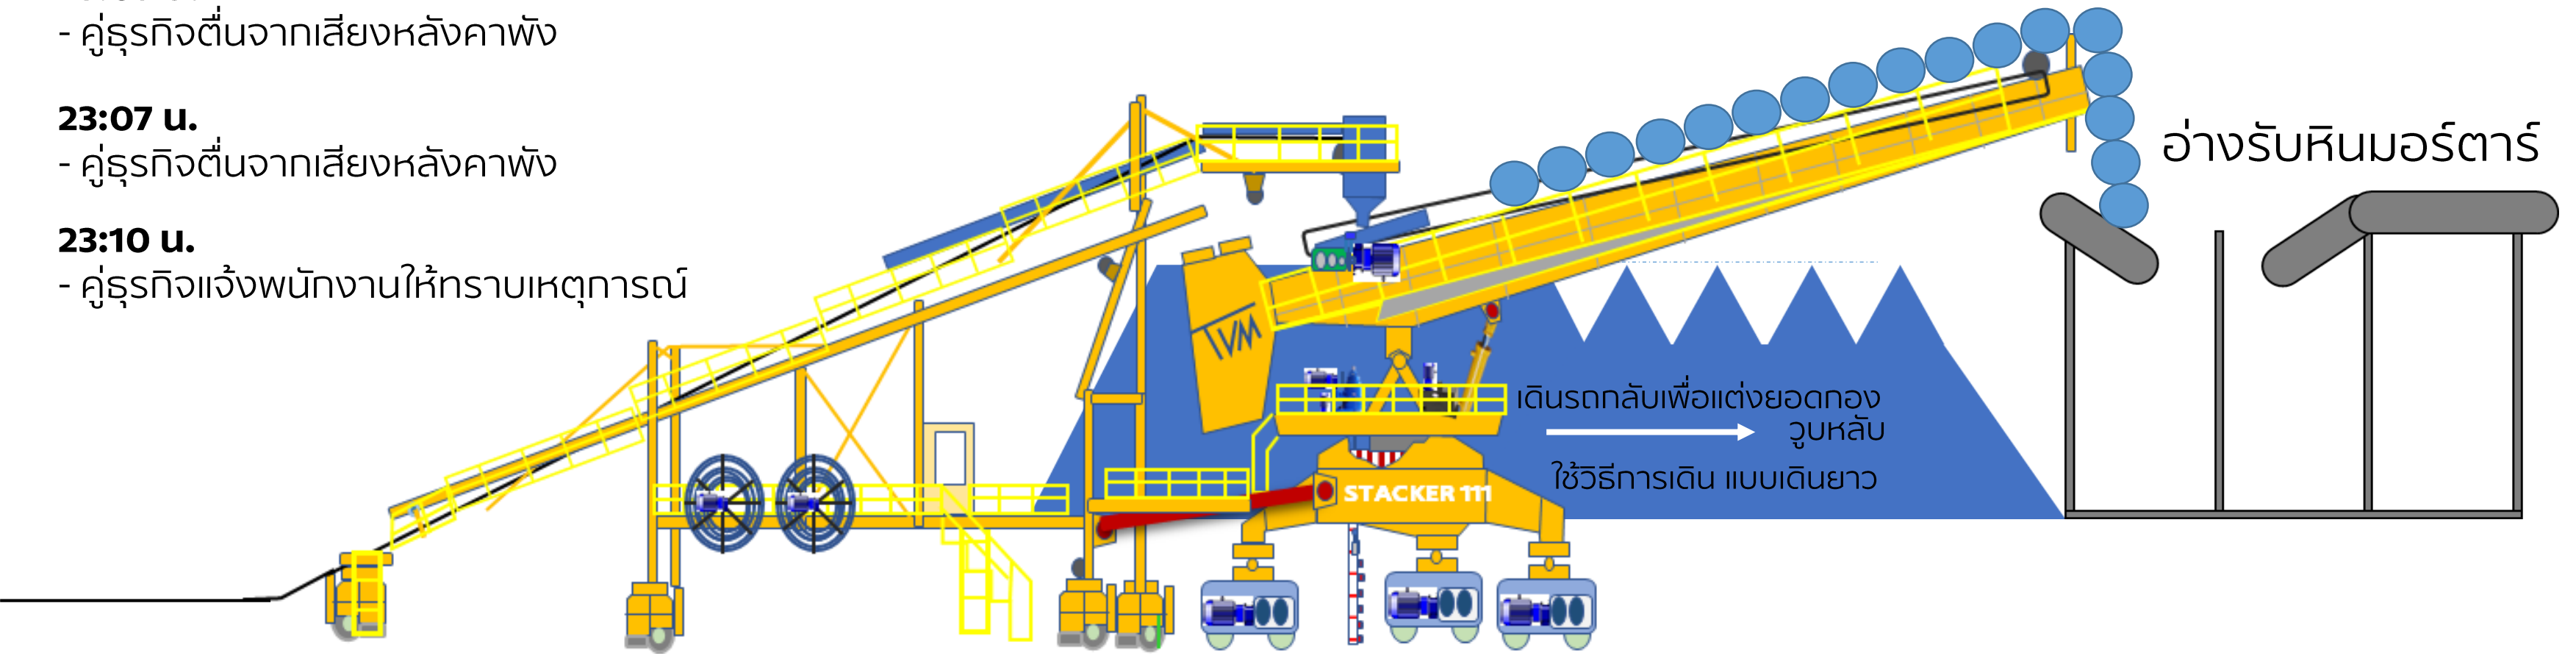 - คู่ธุรกิจตื่นจากเสียงหลังคาพัง
23:07 น.
- คู่ธุรกิจตื่นจากเสียงหลังคาพัง
23:10 น.
- คู่ธุรกิจแจ้งพนักงานให้ทราบเหตุการณ์
อ่างรับหินมอร์ตาร์
TVM
เดินรถกลับเพื่อแต่งยอดกอง
วูบหลับ
ใช้วิธีการเดิน แบบเดินยาว
STACKER 111